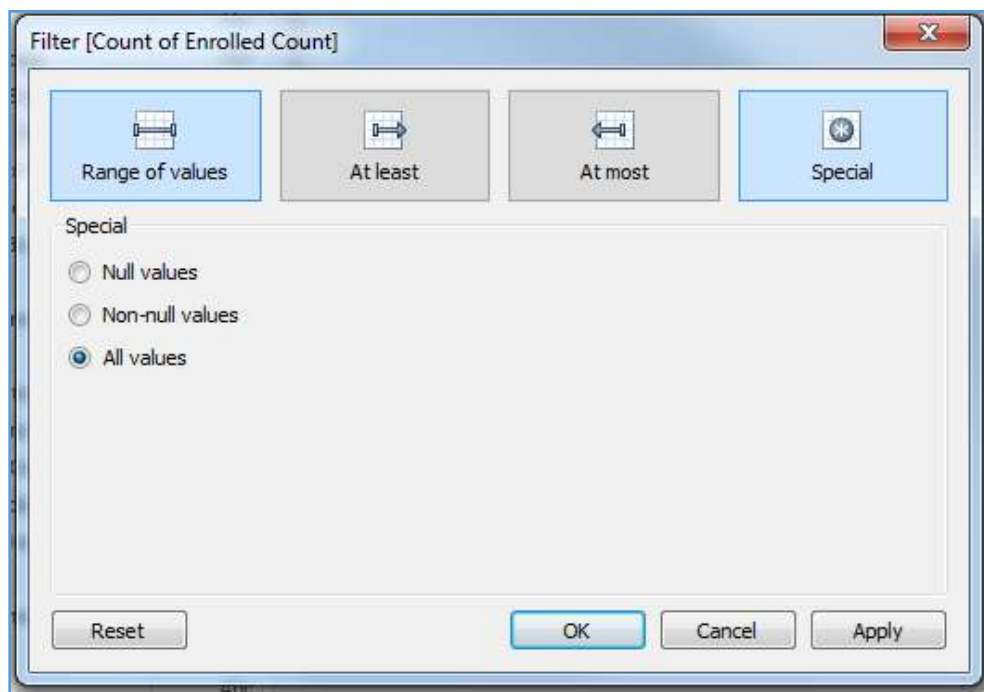 Filter [Count of Enrolled Count]
Range of values
At least
At most
Special
Special
Null values
Non-null values
All values
Reset
OK
Cancel
Apply